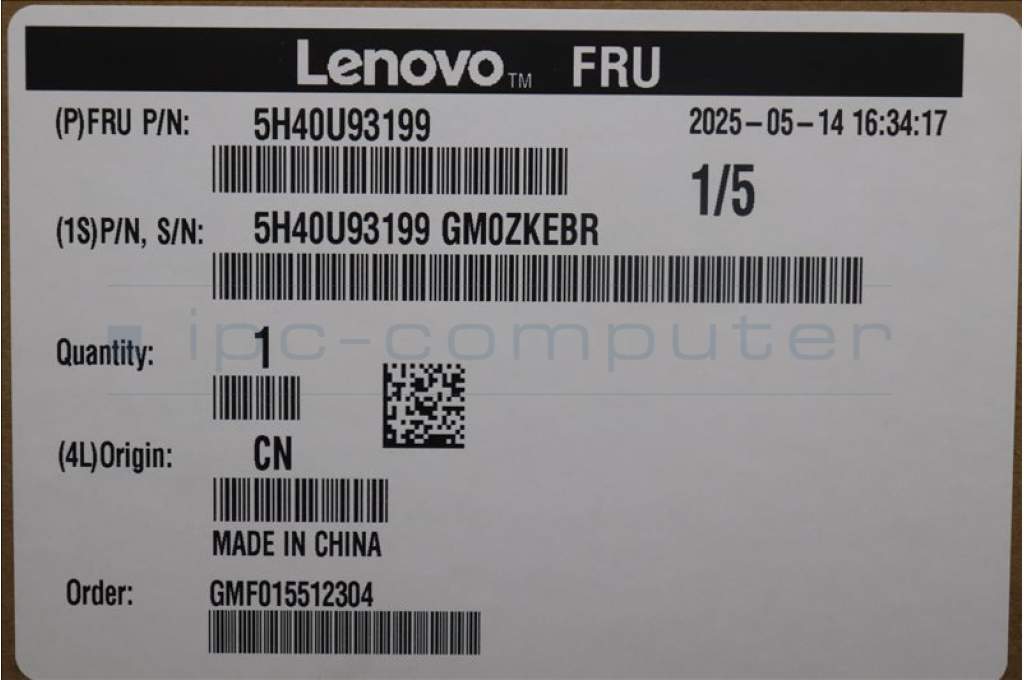 Lenovo™ FRU
(P)FRU P/N: 5H40U93199 2025-05-14 16:34:17
1/5
(1S)P/N, S/N: 5H40U93199 GM0ZKEBR
ipc-computer
Quantity: 1
(4L)Origin: CN
MADE IN CHINA
Order: GMF015512304